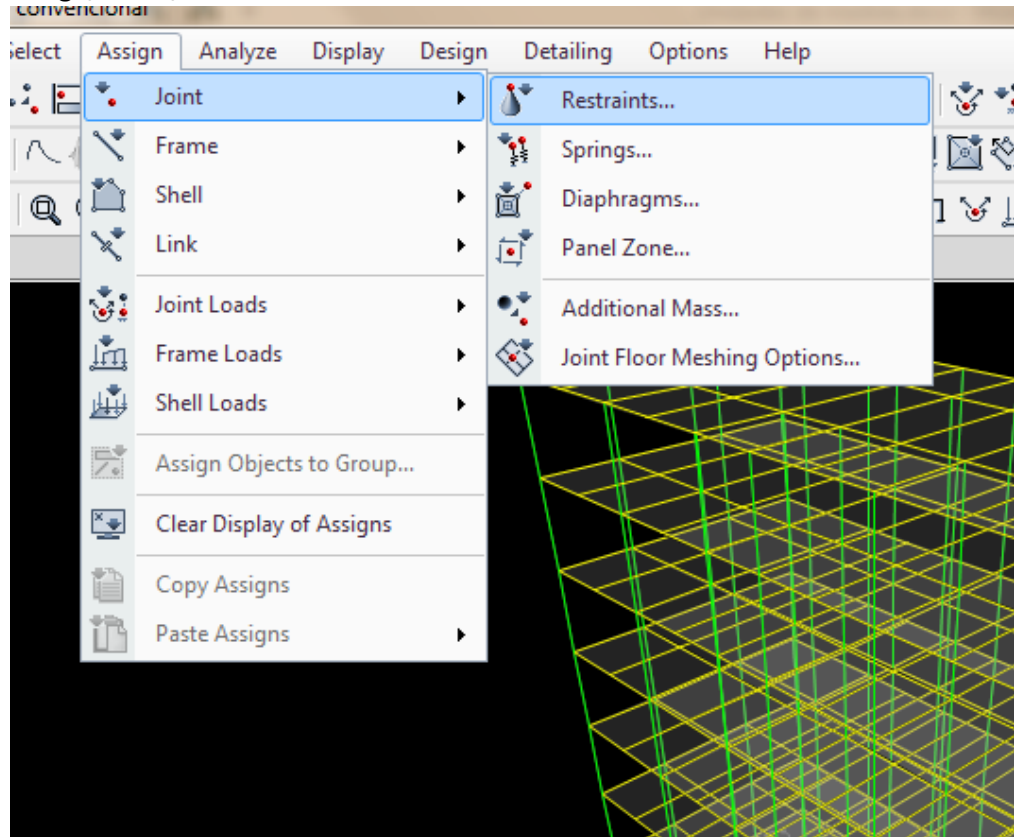 convencional
Select Assign Analyze Display Design Detailing Options Help
Joint
Frame
Shell
Link
Joint Loads
Frame Loads
Shell Loads
Assign Objects to Group...
Clear Display of Assigns
Copy Assigns
Paste Assigns
Restraints...
Springs...
Diaphragms...
Panel Zone...
Additional Mass...
Joint Floor Meshing Options...